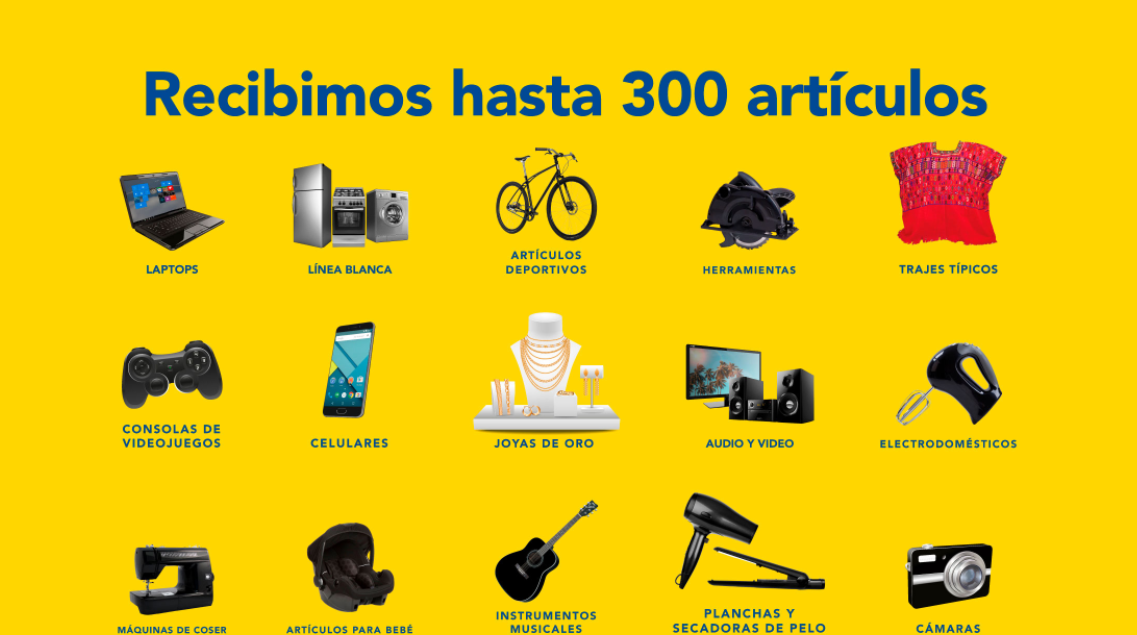 Recibimos hasta 300 artículos
LAPTOPS
LÍNEA BLANCA
ARTÍCULOS
DEPORTIVOS
HERRAMIENTAS
TRAJES TÍPICOS
CONSOLAS DE
VIDEOJUEGOS
CELULARES
JOYAS DE ORO
AUDIO Y VIDEO
ELECTRODOMÉSTICOS
MÁQUINAS DE COSER
ARTÍCULOS PARA BEBÉ
INSTRUMENTOS
MUSICALES
PLANCHAS Y
SECADORAS DE PELO
CÁMARAS